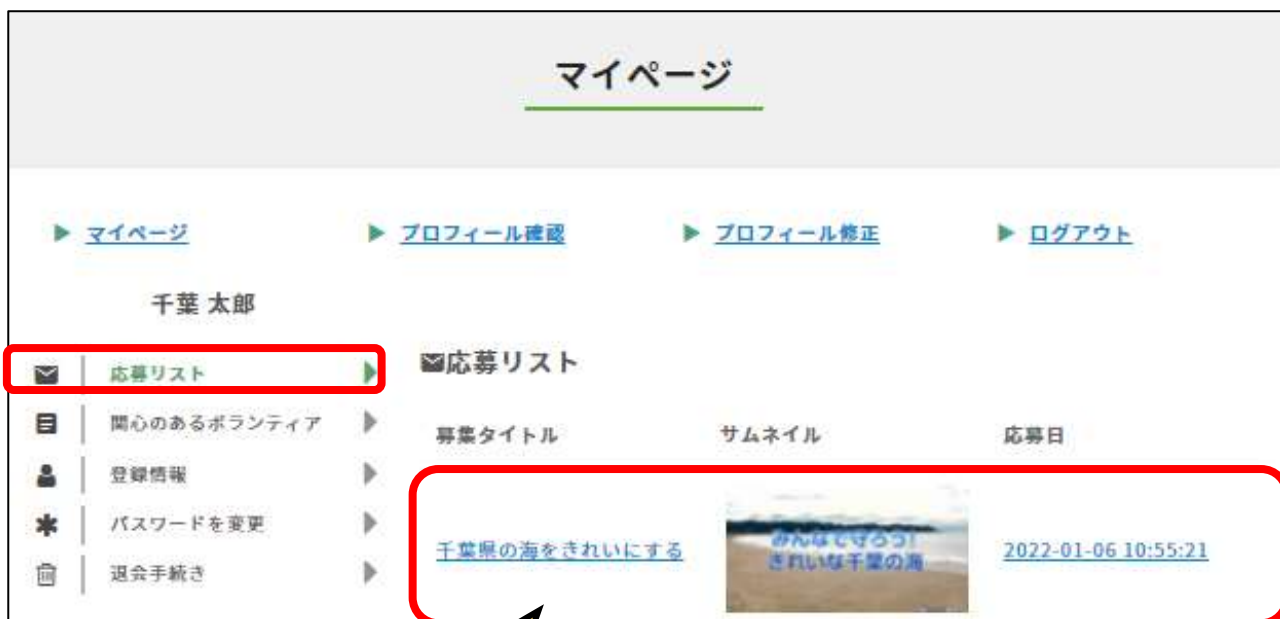 マイページ
マイページ
プロフィール確認
プロフィール修正
ログアウト
千葉 太郎
応募リスト
関心のあるボランティア
登録情報
パスワードを変更
退会手続き
応募リスト
募集タイトル
サムネイル
応募日
千葉県の海をきれいにする
みんなで守ろう!
きれいな千葉の海
2022-01-06 10:55:21